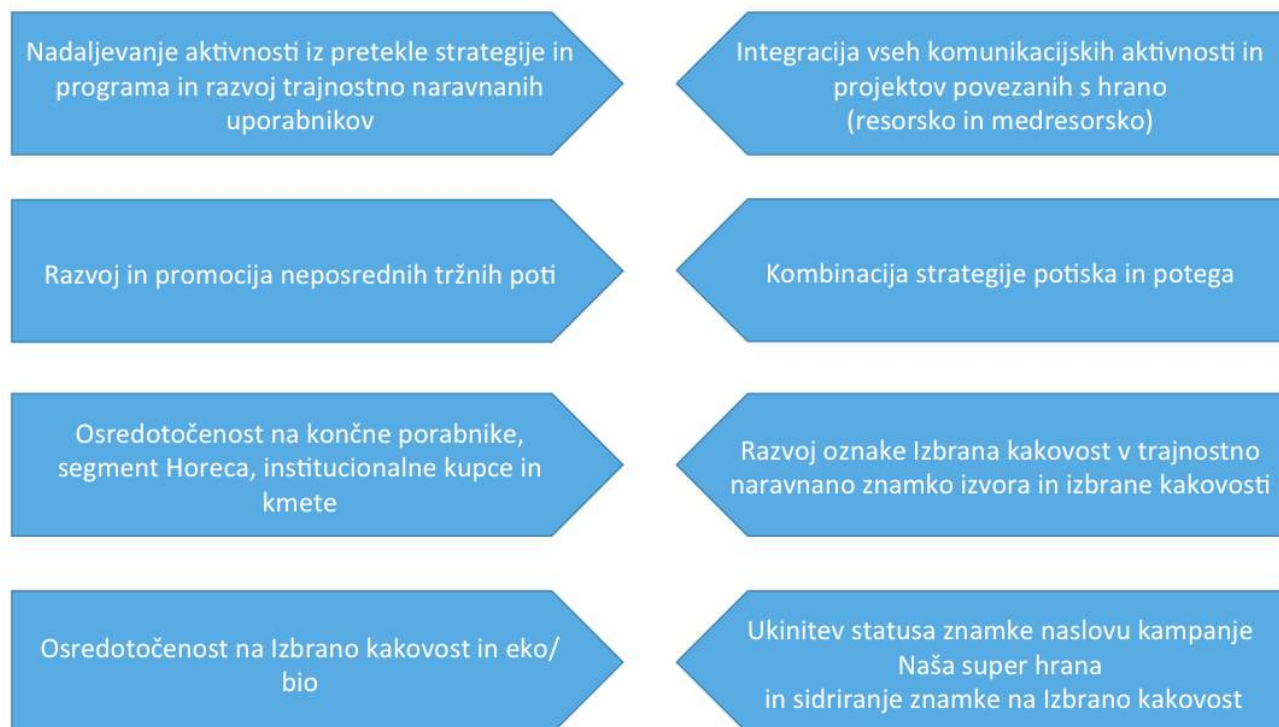 Nadaljevanje aktivnosti iz pretekle strategije in
programa in razvoj trajnostno naravnanih
uporabnikov
Integracija vseh komunikacijskih aktivnosti in
projektov povezanih s hrano
(resorsko in medresorsko)
Razvoj in promocija neposrednih tržnih poti
Kombinacija strategije potiska in potega
Osredotočenost na končne porabnike,
segment Horeca, institucionalne kupce in
kmete
Razvoj oznake Izbrana kakovost v trajnostno
naravnano znamko izvora in izbrane kakovosti
Osredotočenost na Izbrano kakovost in eko/
bio
Ukinitev statusa znamke naslovu kampanje
Naša super hrana
in sidriranje znamke na Izbrano kakovost